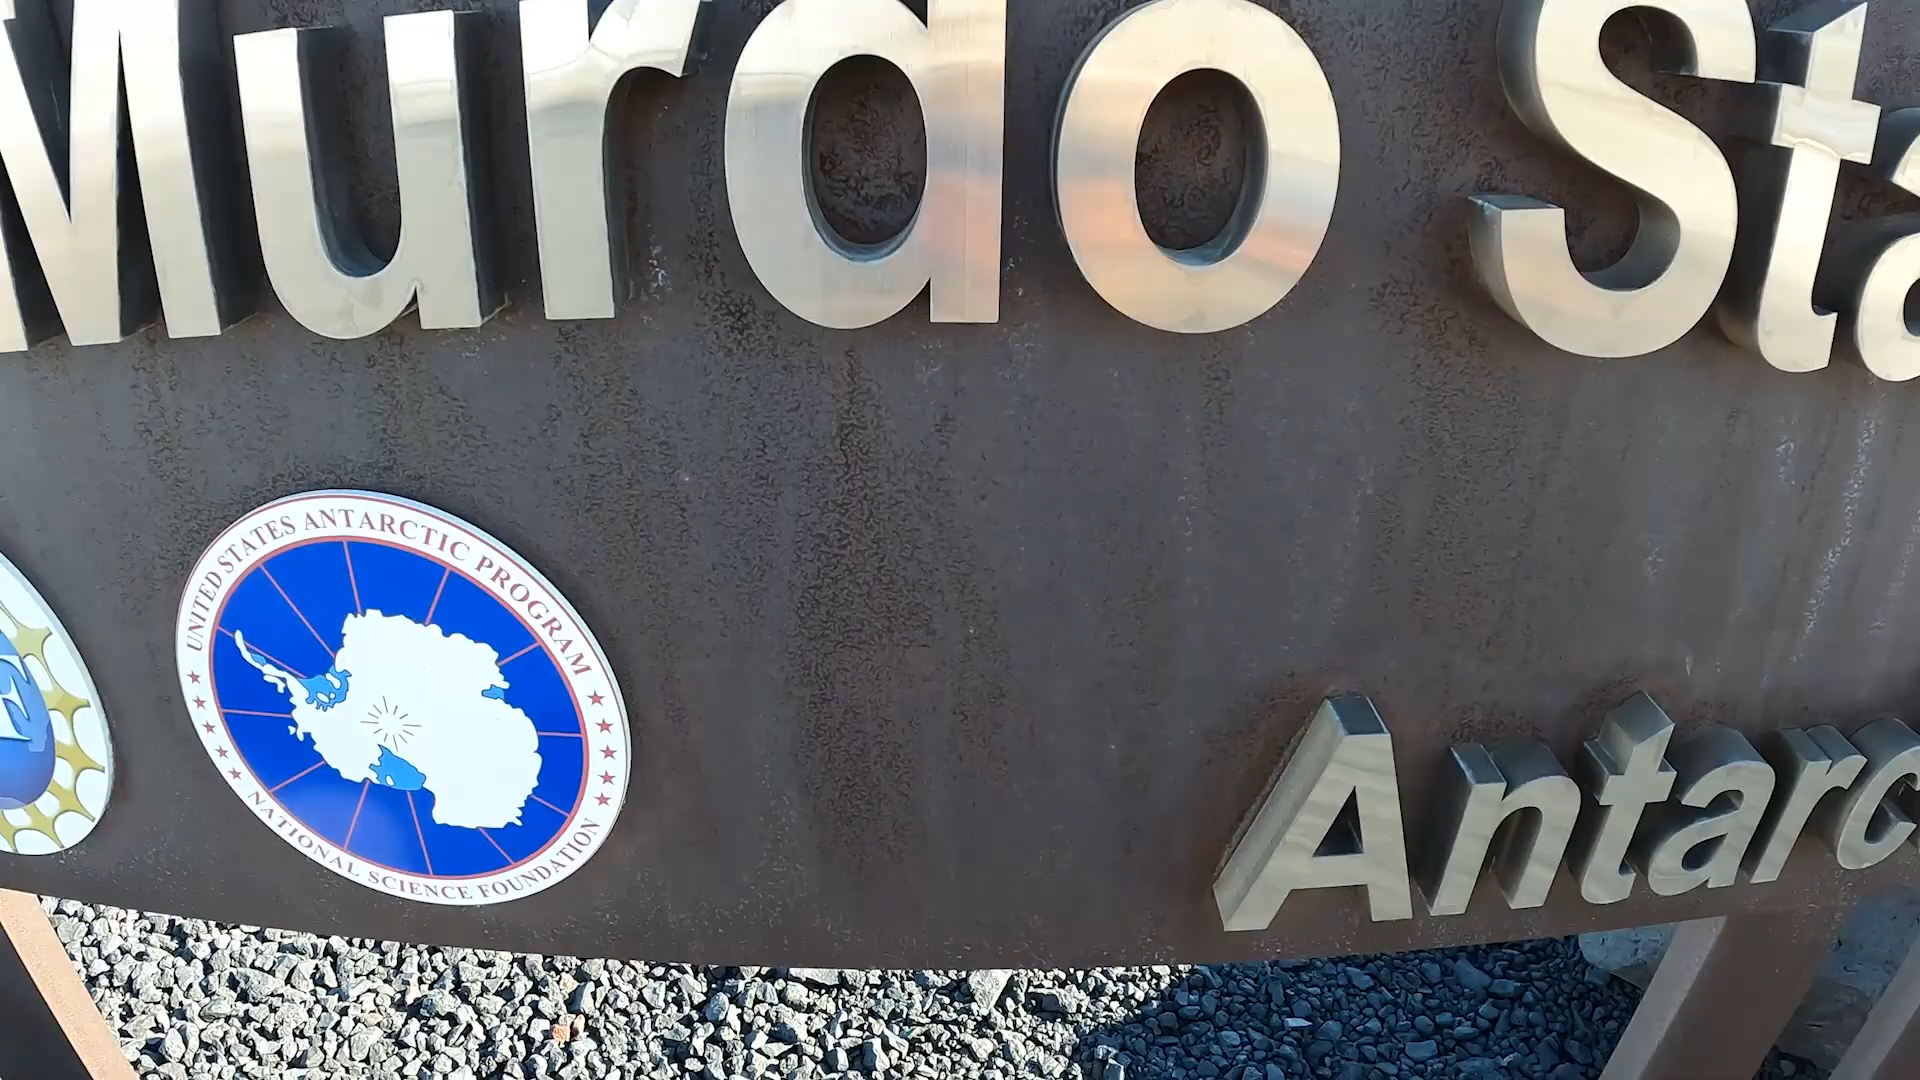 Murdo Sta
UNITED STATES ANTARCTIC PROGRAM
NATIONAL SCIENCE FOUNDATION
F
Antarc